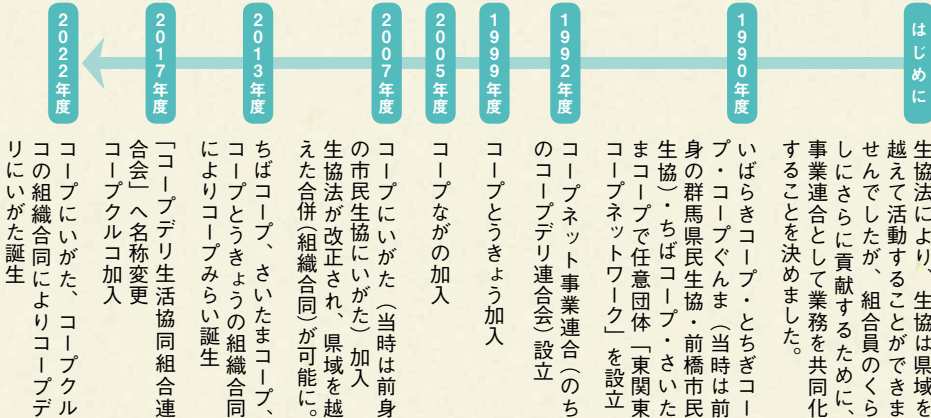 はじめに
生協法により、生協は県域を
越えて活動することができま
せんでしたが、組合員のくら
しにさらに貢献するために、
事業連合として業務を共同化
することを決めました。
1990年度
いばらきコープ・とちぎコー
プ・コープぐんま（当時は前
身の群馬県民生協・前橋市民
生協）・ちばコープ・さいた
まコープで任意団体「東関東
コープネットワーク」を設立
1992年度
コープネット事業連合（のち
のコープデリ連合会）設立
1999年度
コープとうきょう加入
2005年度
コープながの加入
2007年度
コープにいがた（当時は前身
の市民生協にいがた）加入
生協法が改正され、県域を越
えた合併（組織合同）が可能に。
2013年度
ちばコープ、さいたまコープ、
コープとうきょうの組織合同
によりコープみらい誕生
2017年度
「コープデリ生活協同組合連
合会」へ名称変更
コープクルコ加入
2022年度
コープにいがた、コープクル
コの組織合同によりコープデ
リにいがた誕生